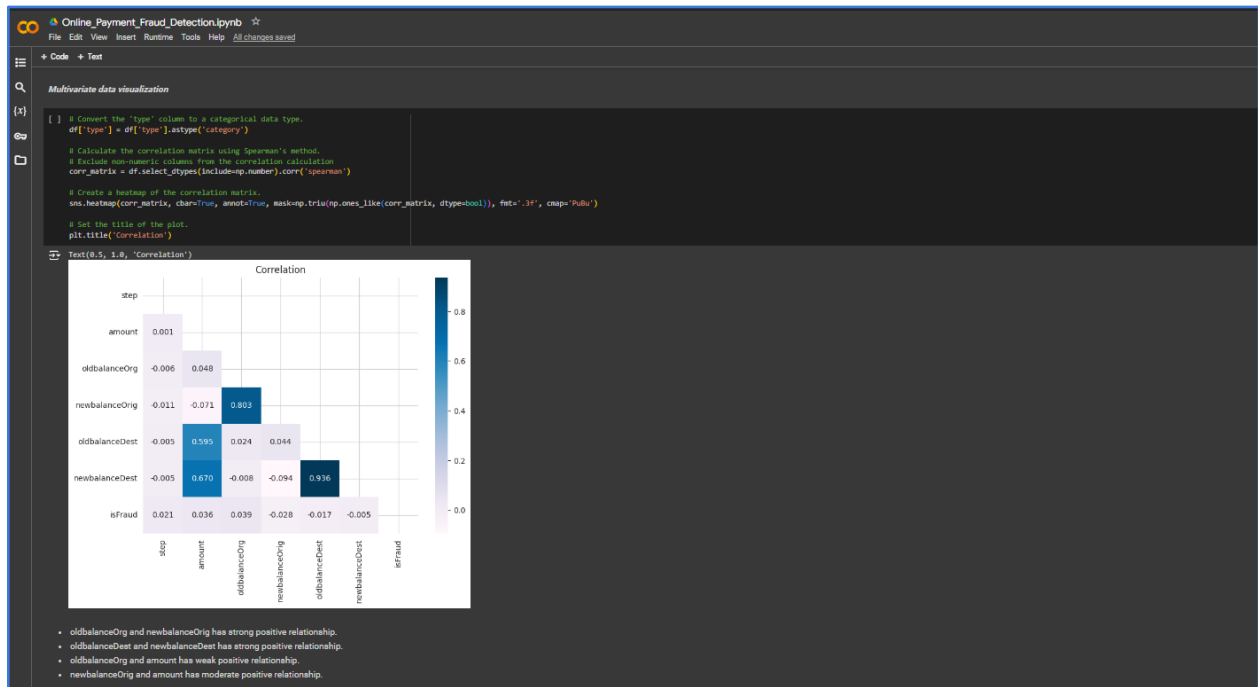 Online_Payment_Fraud_Detection.ipynb
File Edit View Insert Runtime Tools Help All changes saved
+ Code + Text
Multivariate data visualization
[ ] # Convert the 'type' column to a categorical data type.
df['type'] = df['type'].astype('category')
# Calculate the correlation matrix using Spearman's method.
# Exclude non-numeric columns from the correlation calculation
corr_matrix = df.select_dtypes(include=np.number).corr('spearman')
# Create a heatmap of the correlation matrix.
sns.heatmap(corr_matrix, cbar=True, annot=True, mask=np.triu(np.ones_like(corr_matrix, dtype=bool)), fmt='.3f', cmap='PuBu')
# Set the title of the plot.
plt.title('Correlation')
Text(0.5, 1.0, 'Correlation')
Correlation
step
amount 0.001
oldbalanceOrg -0.006 0.048
newbalanceOrig -0.011 -0.071 0.803
oldbalanceDest -0.005 0.595 0.024 0.044
newbalanceDest -0.005 0.670 -0.008 -0.094 0.936
isFraud 0.021 0.036 0.039 -0.028 -0.017 -0.005
step amount oldbalanceOrg newbalanceOrig oldbalanceDest newbalanceDest isFraud
0.8
0.6
0.4
0.2
0.0
• oldbalanceOrg and newbalanceOrig has strong positive relationship.
• oldbalanceDest and newbalanceDest has strong positive relationship.
• oldbalanceOrg and amount has weak positive relationship.
• newbalanceOrig and amount has moderate positive relationship.
{x}